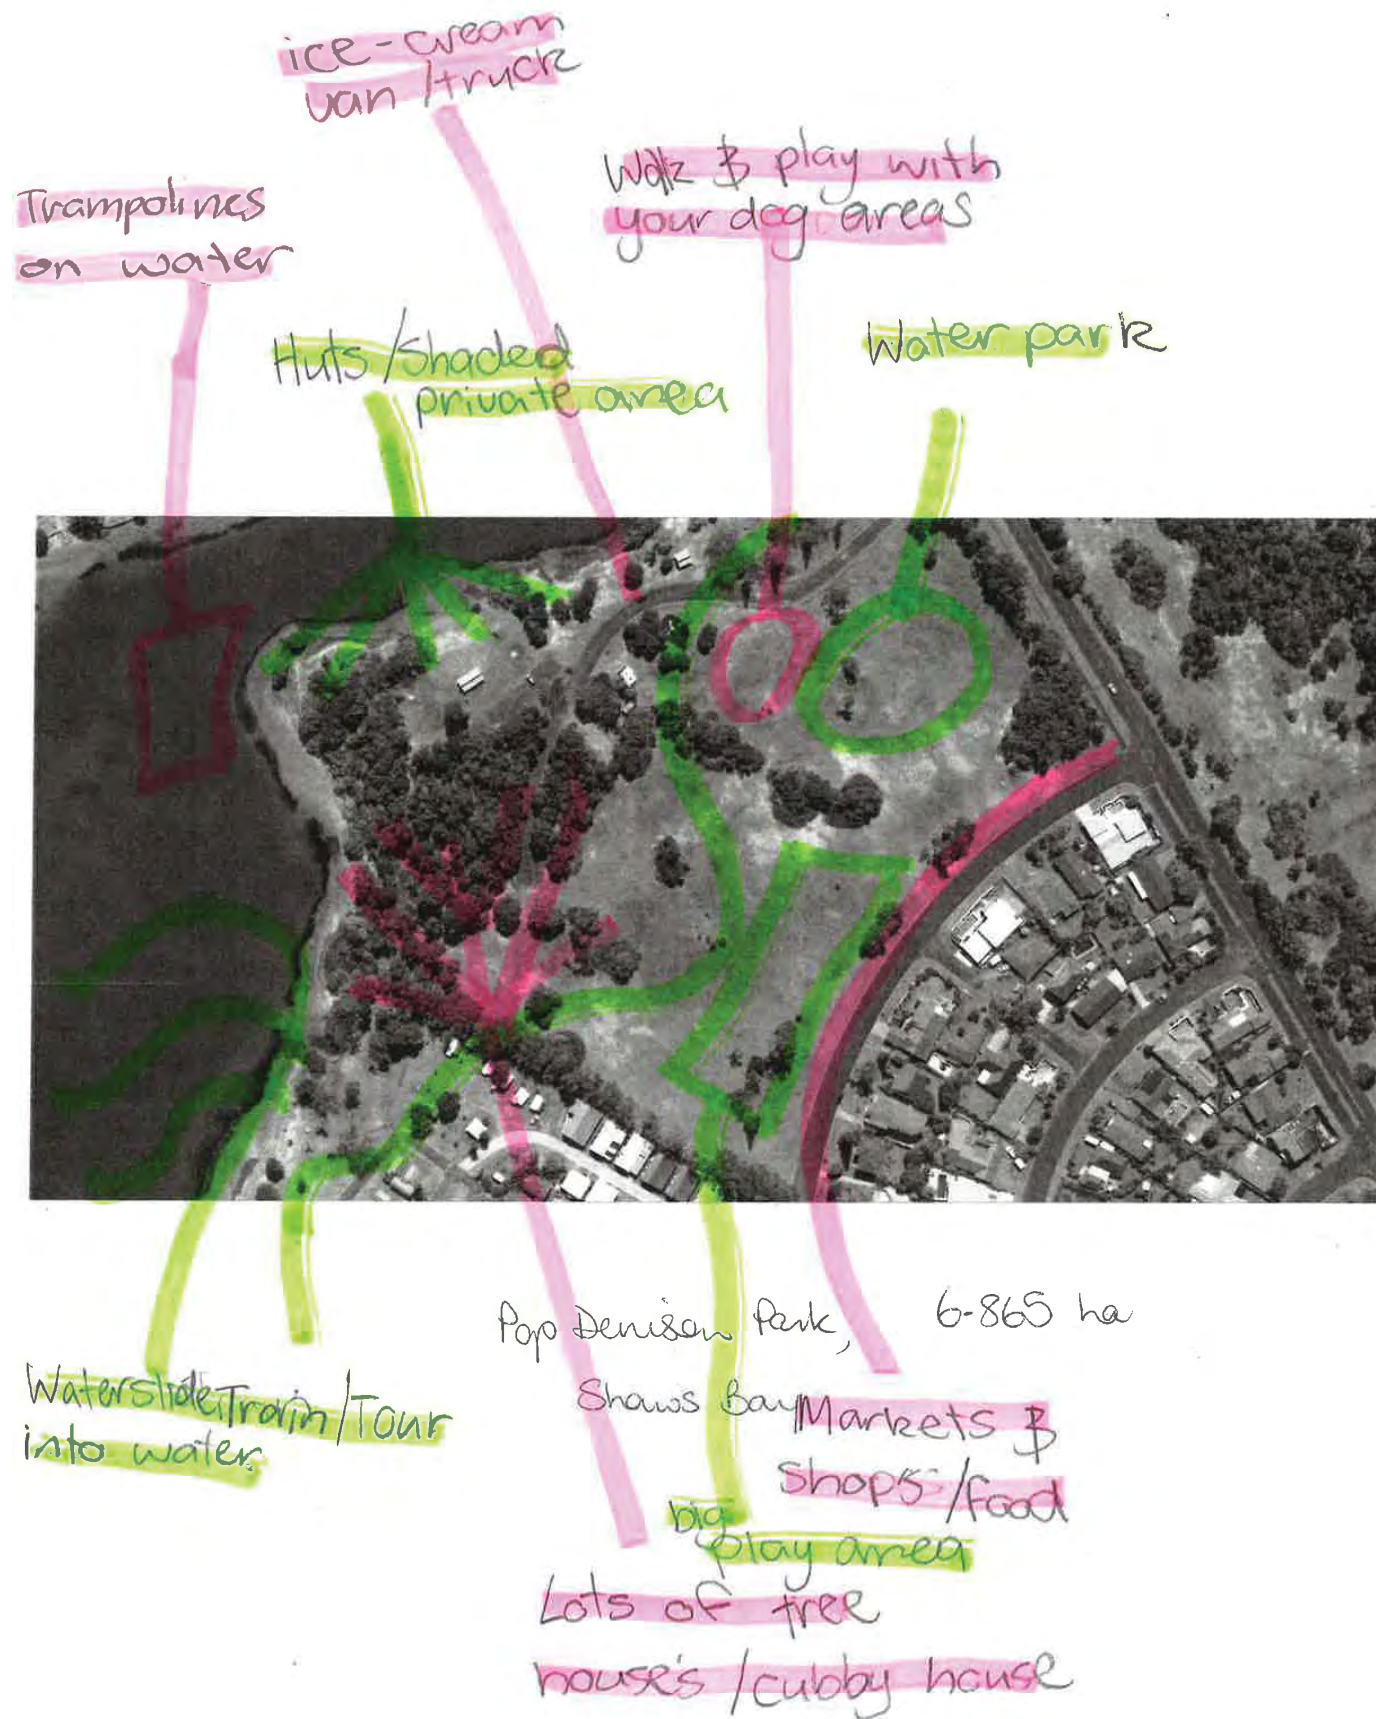 ice-cream
van /truck
Walk & play with
your dog areas
Trampolines
on water
Huts /Shaded
private area
Water park
Pop Denison Park,
6-865 ha
Shaws Bay
Waterslide
into water.
Train/Tour
Markets &
Shops /food
big
play area
Lots of tree
house's /cubby house